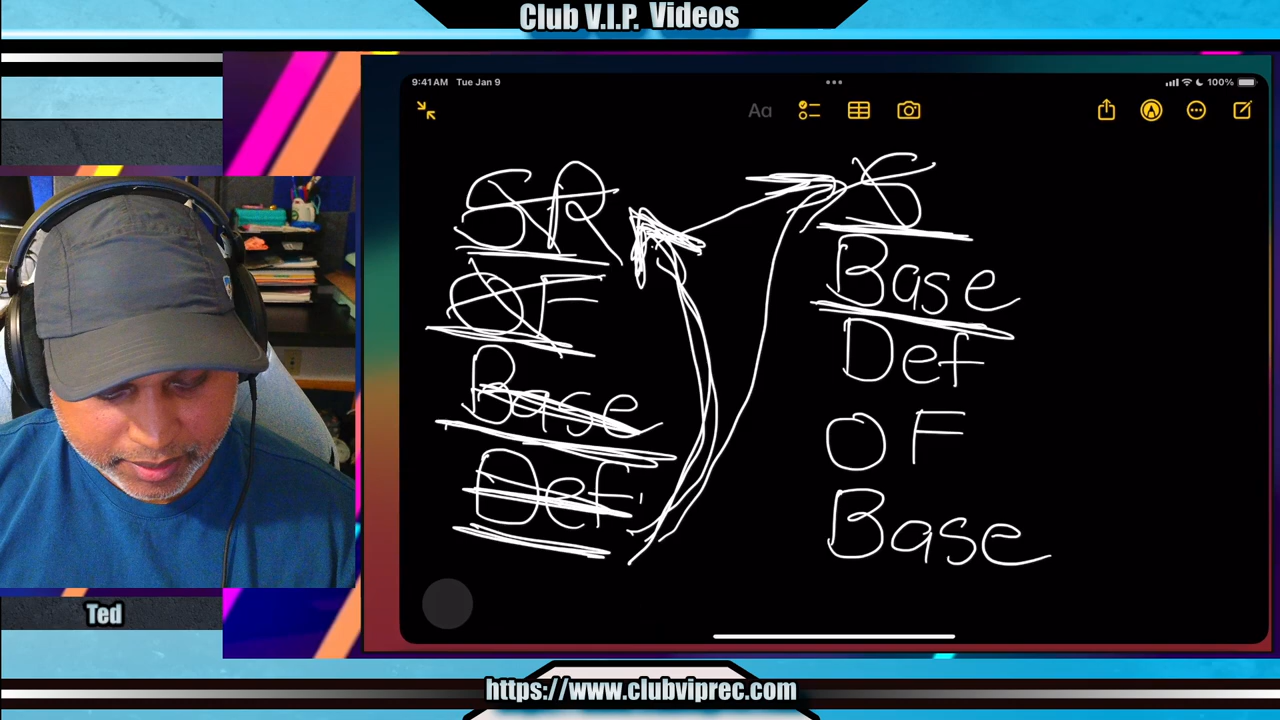 Club V.I.P. Videos
9:41 AM Tue Jan 9
100%
Aa
SR
OF
Base
Def
S
Base
Def
OF
Base
Ted
https://www.clubviprec.com